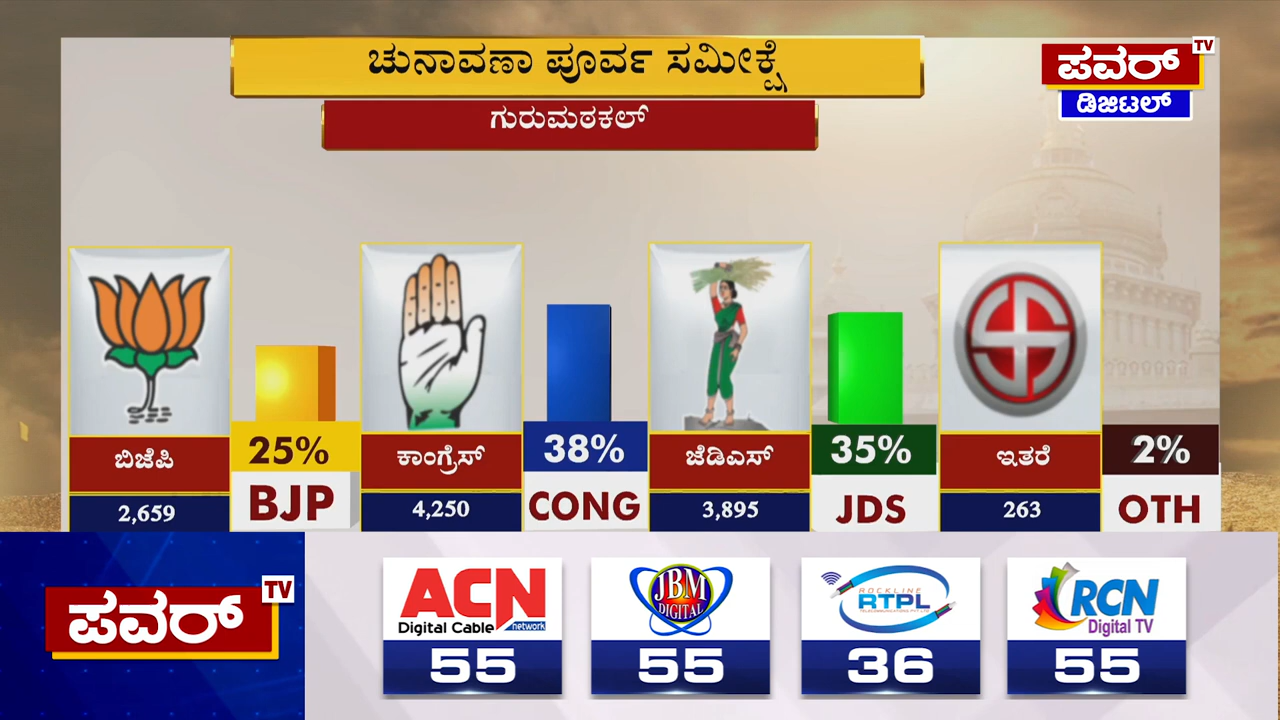 ಚುನಾವಣಾ ಪೂರ್ವ ಸಮೀಕ್ಷೆ
ಗುರುಮಠಕಲ್
ಪವರ್ TV
ಡಿಜಿಟಲ್
ಬಿಜೆಪಿ
2,659
25%
BJP
ಕಾಂಗ್ರೆಸ್
4,250
38%
CONG
ಜೆಡಿಎಸ್
3,895
35%
JDS
ಇತರೆ
263
2%
OTH
ಪವರ್ TV
ACN
Digital Cable network
55
JBM
DIGITAL
55
ROCKLINE
RTPL
36
RCN
Digital TV
55